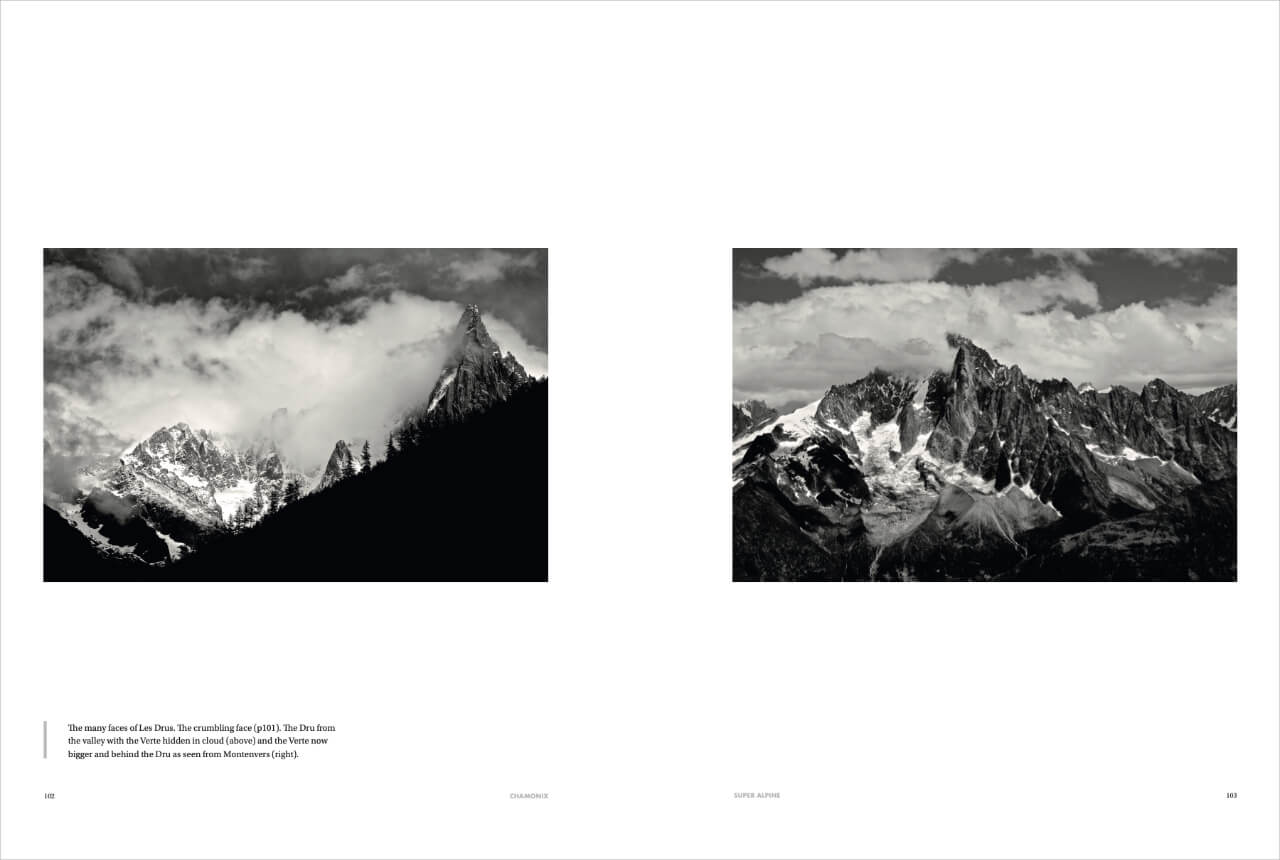 The many faces of Les Drus. The crumbling face (p101). The Dru from
the valley with the Verte hidden in cloud (above) and the Verte now
bigger and behind the Dru as seen from Montenvers (right).
102
CHAMONIX
SUPER ALPINE
103